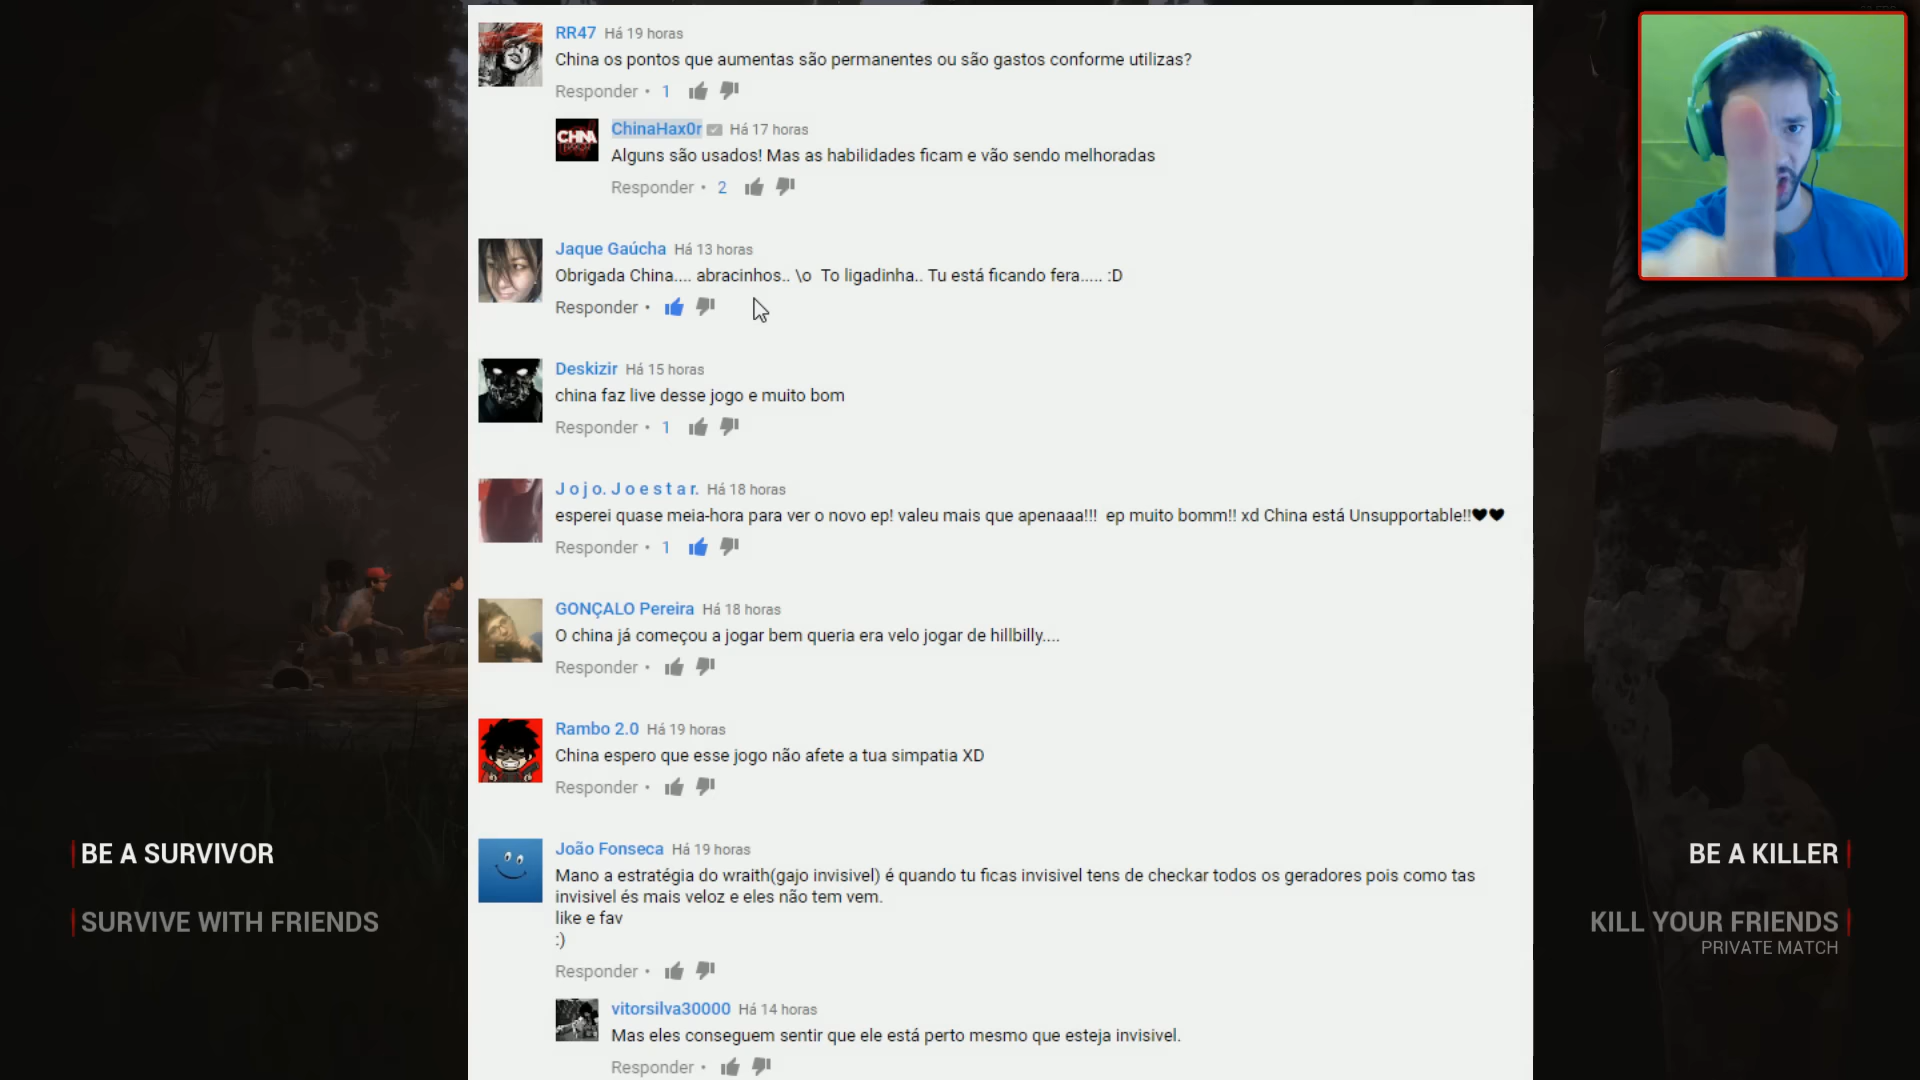 RR47 Há 19 horas
China os pontos que aumentas são permanentes ou são gastos conforme utilizas?
Responder • 1
CHNA
ChinaHax0r Há 17 horas
Alguns são usados! Mas as habilidades ficam e vão sendo melhoradas
Responder • 2
Jaque Gaúcha Há 13 horas
Obrigada China.... abracinhos.. \o  To ligadinha.. Tu está ficando fera..... :D
Responder •
Deskizir Há 15 horas
china faz live desse jogo e muito bom
Responder • 1
J o j o. J o e s t a r. Há 18 horas
esperei quase meia-hora para ver o novo ep! valeu mais que apenaaa!!!  ep muito bomm!! xd China está Unsupportable!!♥♥
Responder • 1
GONÇALO Pereira Há 18 horas
O china já começou a jogar bem queria era velo jogar de hillbilly....
Responder •
Rambo 2.0 Há 19 horas
China espero que esse jogo não afete a tua simpatia XD
Responder •
João Fonseca Há 19 horas
Mano a estratégia do wraith(gajo invisivel) é quando tu ficas invisivel tens de checkar todos os geradores pois como tas
invisivel és mais veloz e eles não tem vem.
like e fav
:)
Responder •
vitorsilva30000 Há 14 horas
Mas eles conseguem sentir que ele está perto mesmo que esteja invisivel.
Responder •
BE A SURVIVOR
SURVIVE WITH FRIENDS
BE A KILLER
KILL YOUR FRIENDS
PRIVATE MATCH